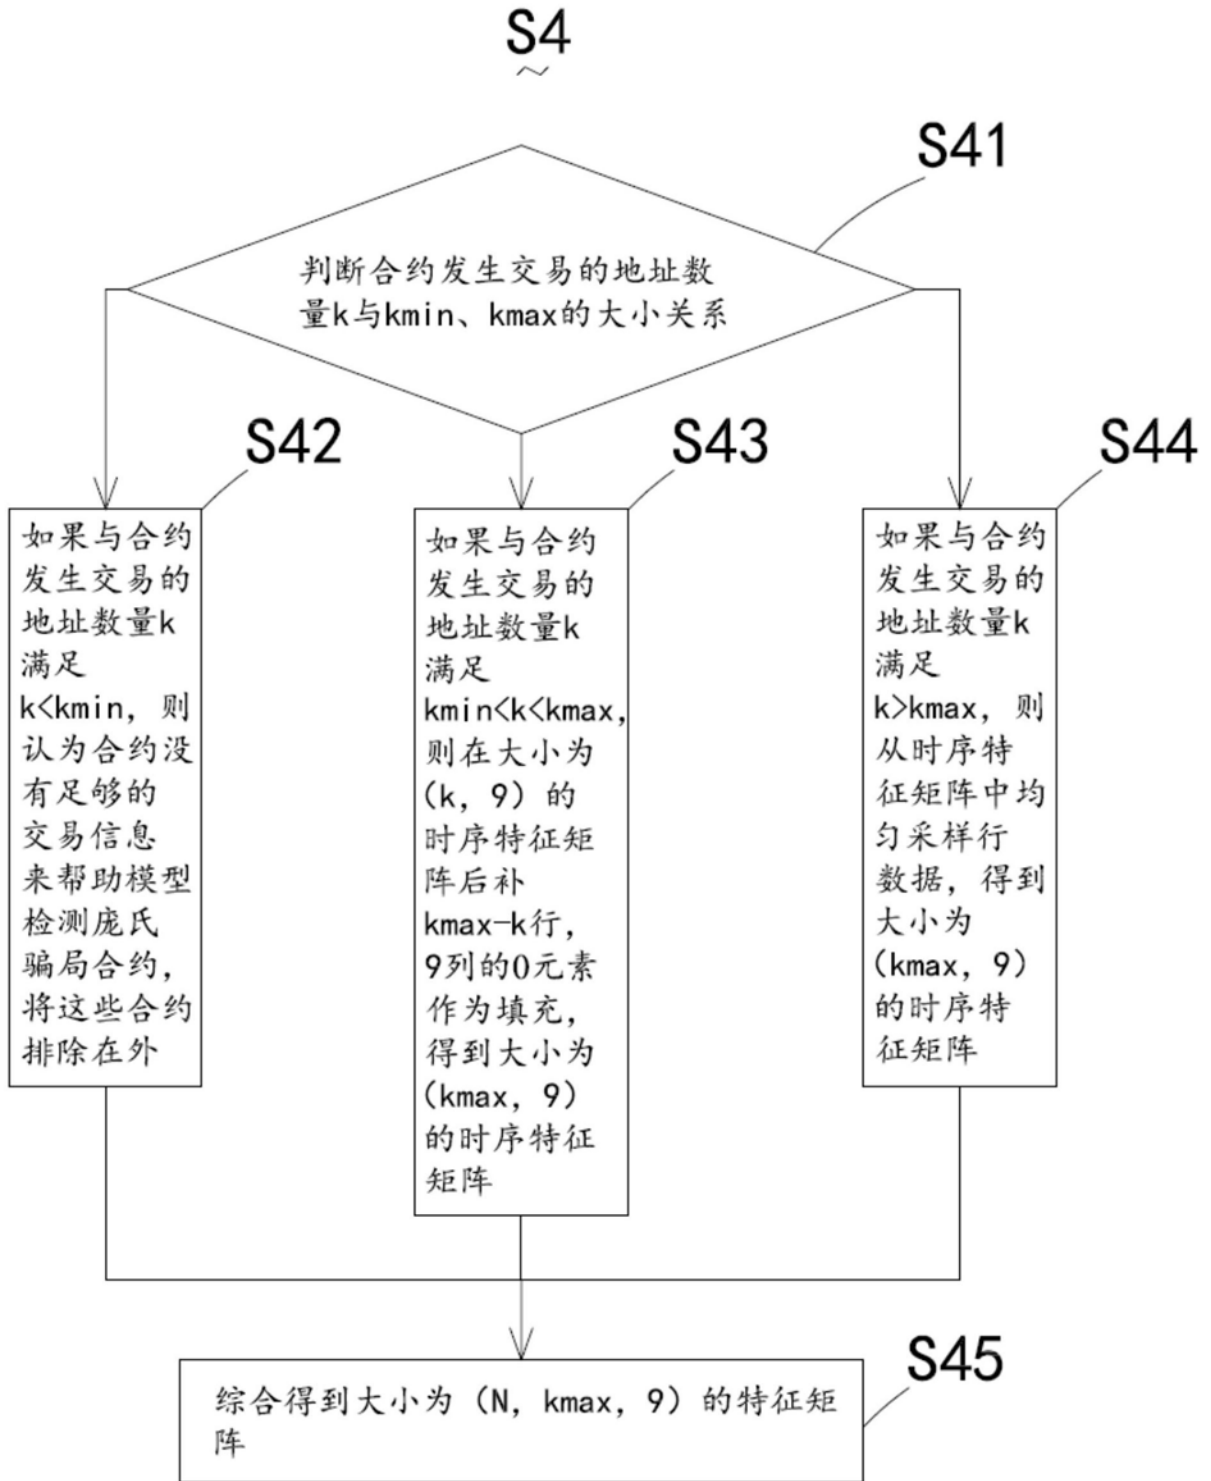 S4
S41
判断合约发生交易的地址数
量k与kmin、kmax的大小关系
S42
如果与合约
发生交易的
地址数量k
满足
k<kmin，则
认为合约没
有足够的
交易信息
来帮助模型
检测庞氏
骗局合约，
将这些合约
排除在外
S43
如果与合约
发生交易的
地址数量k
满足
kmin<k<kmax，
则在大小为
（k，9）的
时序特征矩
阵后补
kmax-k行，
9列的0元素
作为填充，
得到大小为
（kmax，9）
的时序特征
矩阵
S44
如果与合约
发生交易的
地址数量k
满足
k>kmax，则
从时序特
征矩阵中均
匀采样行
数据，得到
大小为
（kmax，9）
的时序特
征矩阵
S45
综合得到大小为（N，kmax，9）的特征矩
阵